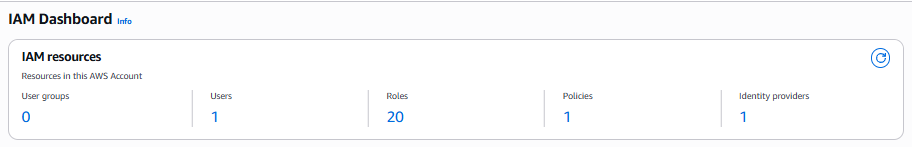 IAM Dashboard Info
IAM resources
Resources in this AWS Account
User groups Users Roles Policies Identity providers
0 1 20 1 1